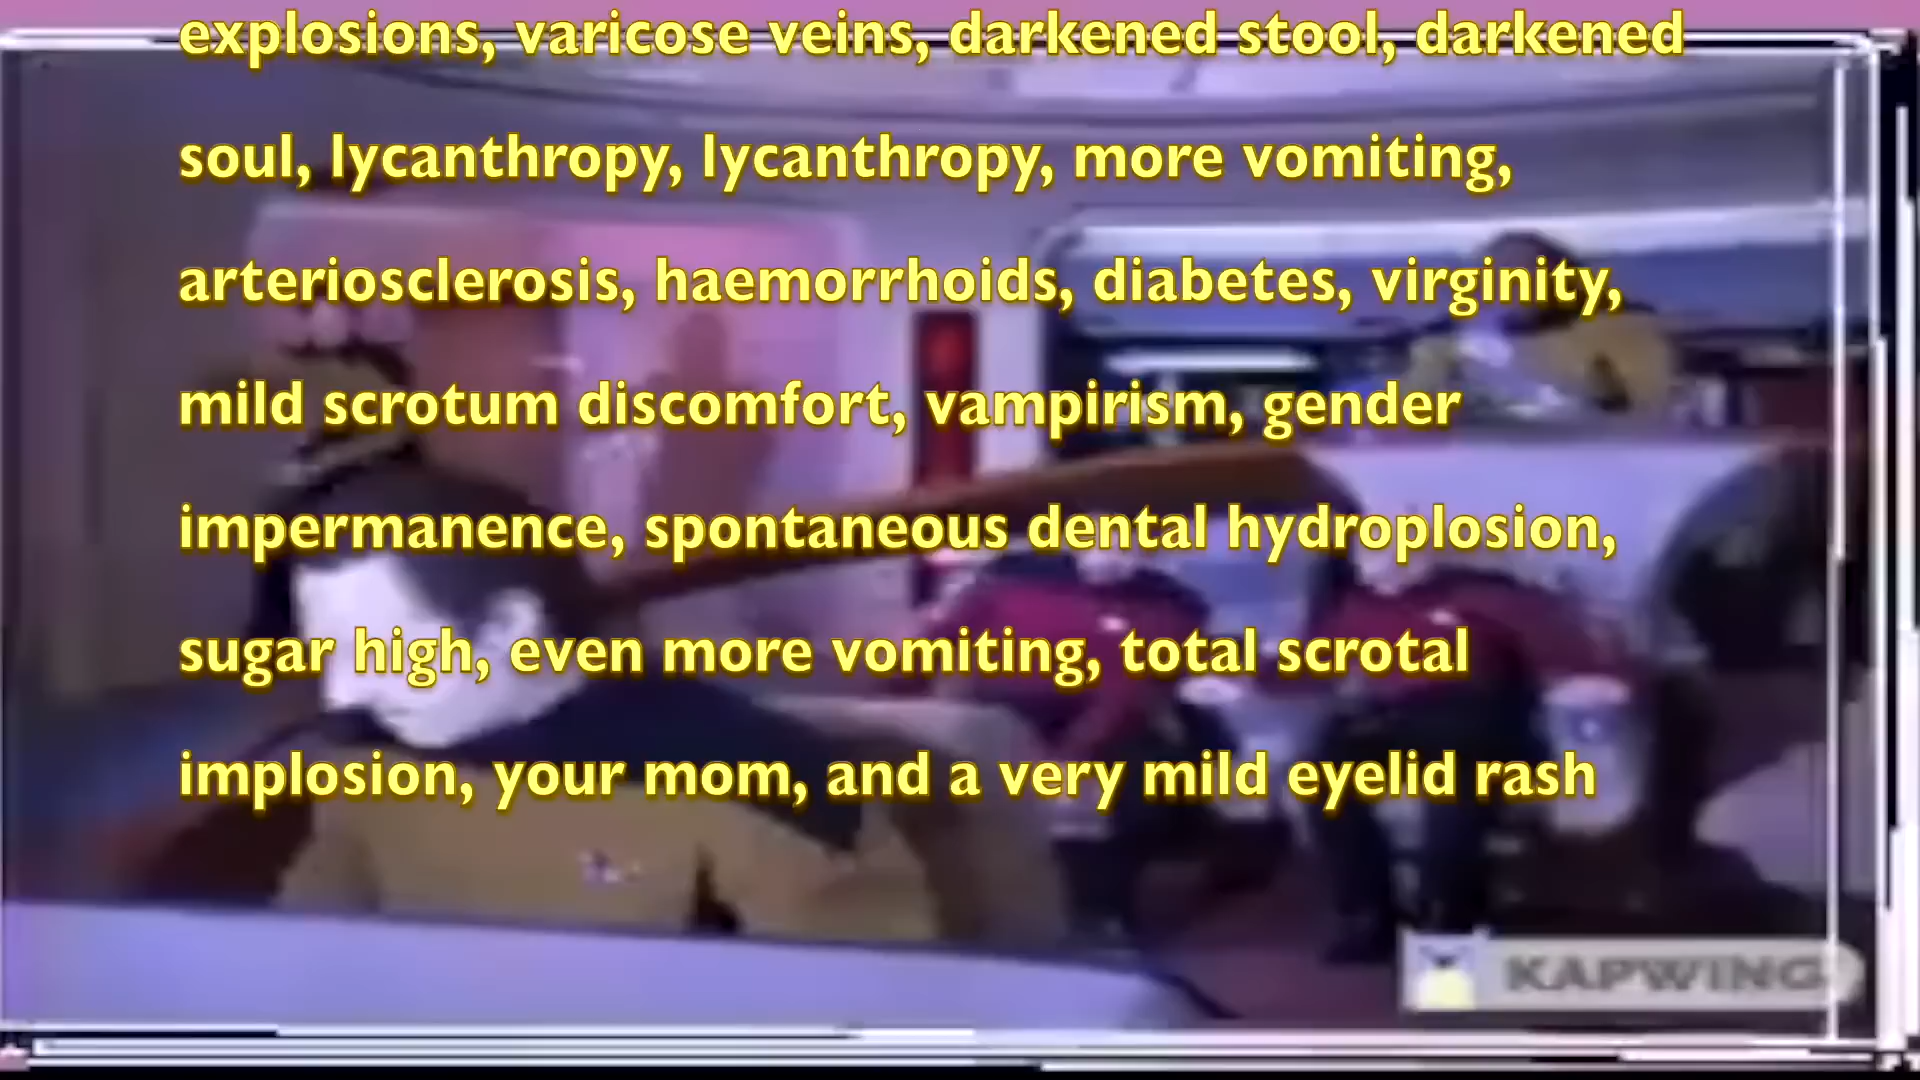 explosions, varicose veins, darkened stool, darkened
soul, lycanthropy, lycanthropy, more vomiting,
arteriosclerosis, haemorrhoids, diabetes, virginity,
mild scrotum discomfort, vampirism, gender
impermanence, spontaneous dental hydroplosion,
sugar high, even more vomiting, total scrotal
implosion, your mom, and a very mild eyelid rash
KAPWING